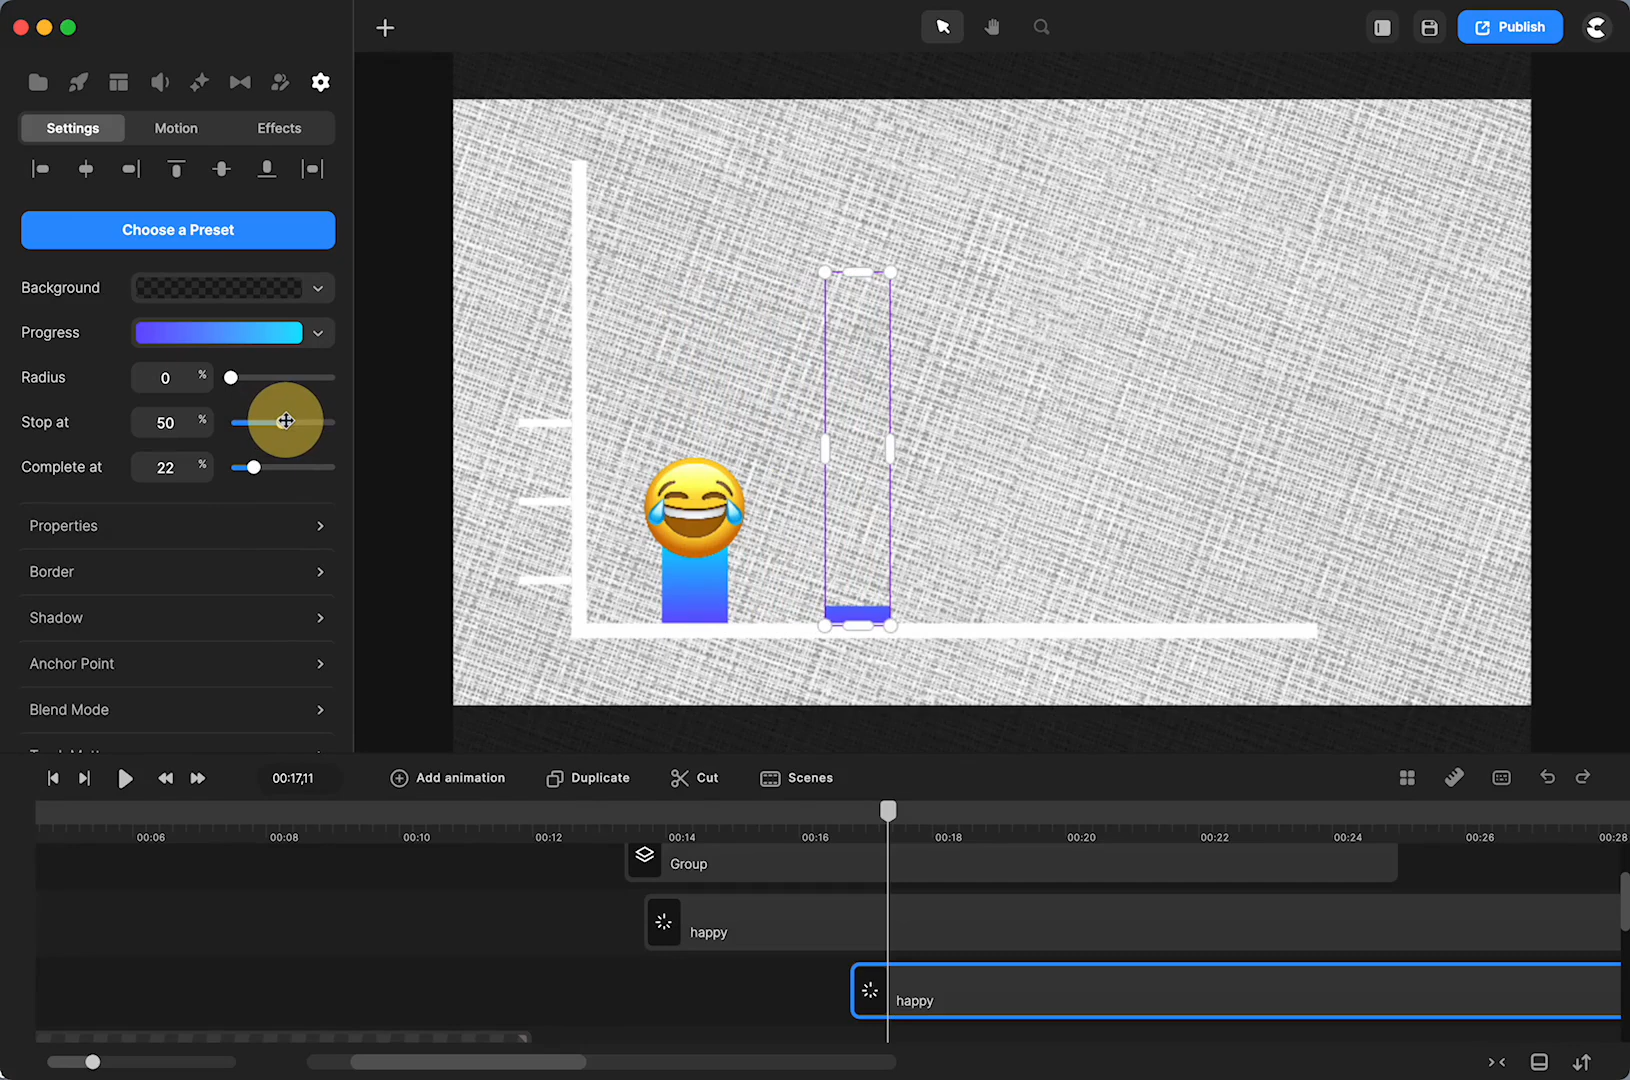 Publish
Settings
Motion
Effects
Choose a Preset
Background
Progress
Radius
0 %
Stop at
50 %
Complete at
22 %
Properties
Border
Shadow
Anchor Point
Blend Mode
00:17,11
Add animation
Duplicate
Cut
Scenes
00:06
00:08
00:10
00:12
00:14
00:16
00:18
00:20
00:22
00:24
00:26
00:28
Group
happy
happy